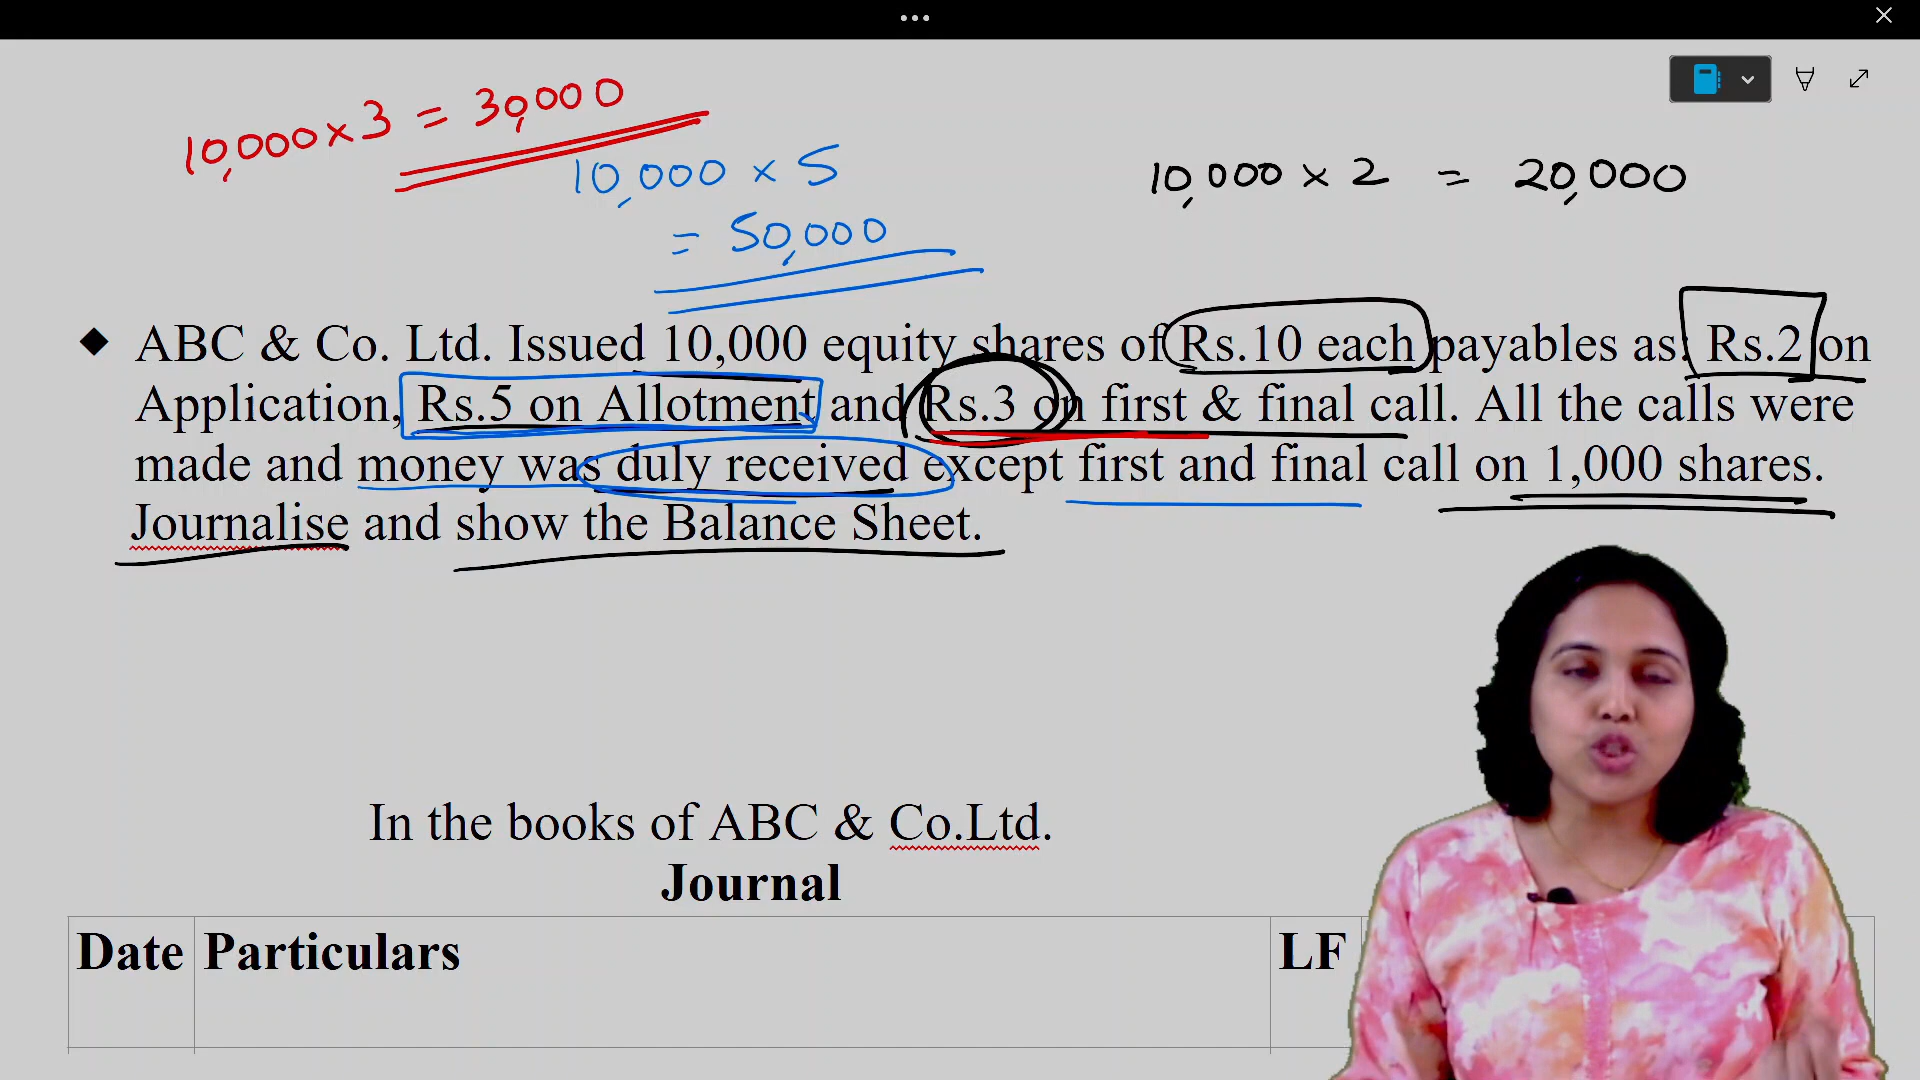 10,000 x 3 = 30,000
10,000 x 5
= 50,000
10,000 x 2 = 20,000
ABC & Co. Ltd. Issued 10,000 equity shares of Rs.10 each payables as: Rs.2 on
Application, Rs.5 on Allotment and Rs.3 on first & final call. All the calls were
made and money was duly received except first and final call on 1,000 shares.
Journalise and show the Balance Sheet.
In the books of ABC & Co.Ltd.
Journal
Date Particulars LF